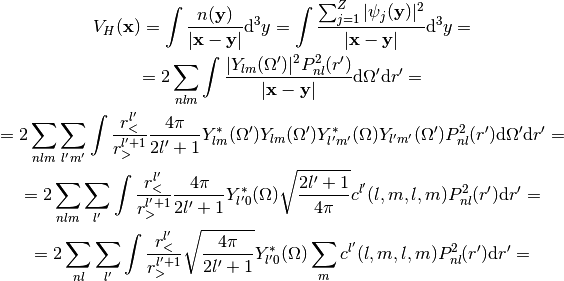 V_H(\mathbf{x}) = \int \frac{n(\mathbf{y})}{|\mathbf{x} - \mathbf{y}|} \mathrm{d}^3 y = \int \frac{\sum_{j=1}^{Z} |\psi_j(\mathbf{y})|^2}{|\mathbf{x} - \mathbf{y}|} \mathrm{d}^3 y =
= 2 \sum_{nlm} \int \frac{|Y_{lm}(\Omega')|^2 P_{nl}^2(r')}{|\mathbf{x} - \mathbf{y}|} \mathrm{d}\Omega' \mathrm{d}r' =
= 2 \sum_{nlm} \sum_{l'm'} \int \frac{r_<^{l'}}{r_>^{l'+1}} \frac{4\pi}{2l'+1} Y_{lm}^*(\Omega') Y_{lm}(\Omega') Y_{l'm'}^*(\Omega) Y_{l'm'}(\Omega') P_{nl}^2(r') \mathrm{d}\Omega' \mathrm{d}r' =
= 2 \sum_{nlm} \sum_{l'} \int \frac{r_<^{l'}}{r_>^{l'+1}} \frac{4\pi}{2l'+1} Y_{l'0}^*(\Omega) \sqrt{\frac{2l'+1}{4\pi}} c^{l'}(l, m, l, m) P_{nl}^2(r') \mathrm{d}r' =
= 2 \sum_{nl} \sum_{l'} \int \frac{r_<^{l'}}{r_>^{l'+1}} \sqrt{\frac{4\pi}{2l'+1}} Y_{l'0}^*(\Omega) \sum_m c^{l'}(l, m, l, m) P_{nl}^2(r') \mathrm{d}r' =